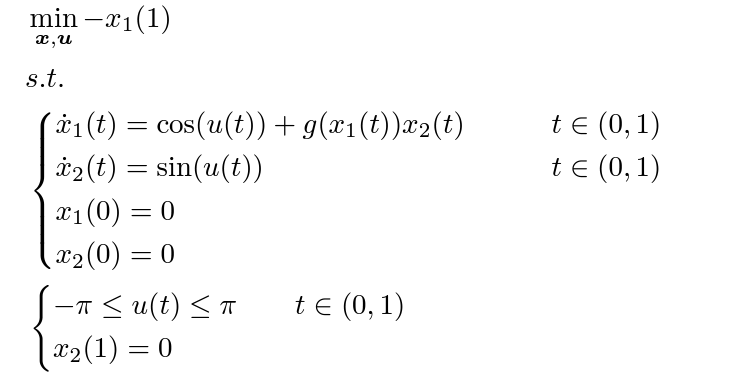 min −x₁(1)
x,u
s.t.
ẋ₁(t) = cos(u(t)) + g(x₁(t))x₂(t) t ∈ (0, 1)
ẋ₂(t) = sin(u(t)) t ∈ (0, 1)
x₁(0) = 0
x₂(0) = 0
−π ≤ u(t) ≤ π t ∈ (0, 1)
x₂(1) = 0